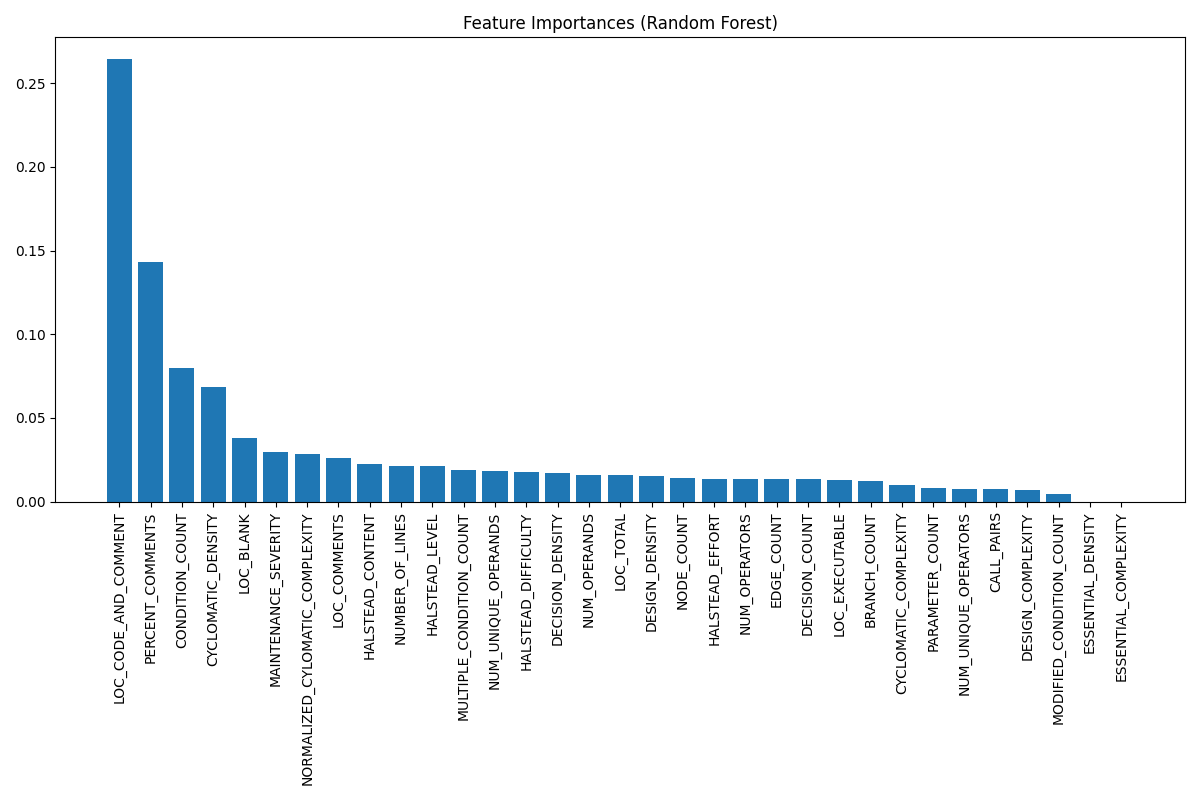 Feature Importances (Random Forest)
0.25
0.20
0.15
0.10
0.05
0.00
LOC_CODE_AND_COMMENT
PERCENT_COMMENTS
CONDITION_COUNT
CYCLOMATIC_DENSITY
LOC_BLANK
MAINTENANCE_SEVERITY
NORMALIZED_CYLOMATIC_COMPLEXITY
LOC_COMMENTS
HALSTEAD_CONTENT
NUMBER_OF_LINES
HALSTEAD_LEVEL
MULTIPLE_CONDITION_COUNT
NUM_UNIQUE_OPERANDS
HALSTEAD_DIFFICULTY
DECISION_DENSITY
NUM_OPERANDS
LOC_TOTAL
DESIGN_DENSITY
NODE_COUNT
HALSTEAD_EFFORT
NUM_OPERATORS
EDGE_COUNT
DECISION_COUNT
LOC_EXECUTABLE
BRANCH_COUNT
CYCLOMATIC_COMPLEXITY
PARAMETER_COUNT
NUM_UNIQUE_OPERATORS
CALL_PAIRS
DESIGN_COMPLEXITY
MODIFIED_CONDITION_COUNT
ESSENTIAL_DENSITY
ESSENTIAL_COMPLEXITY